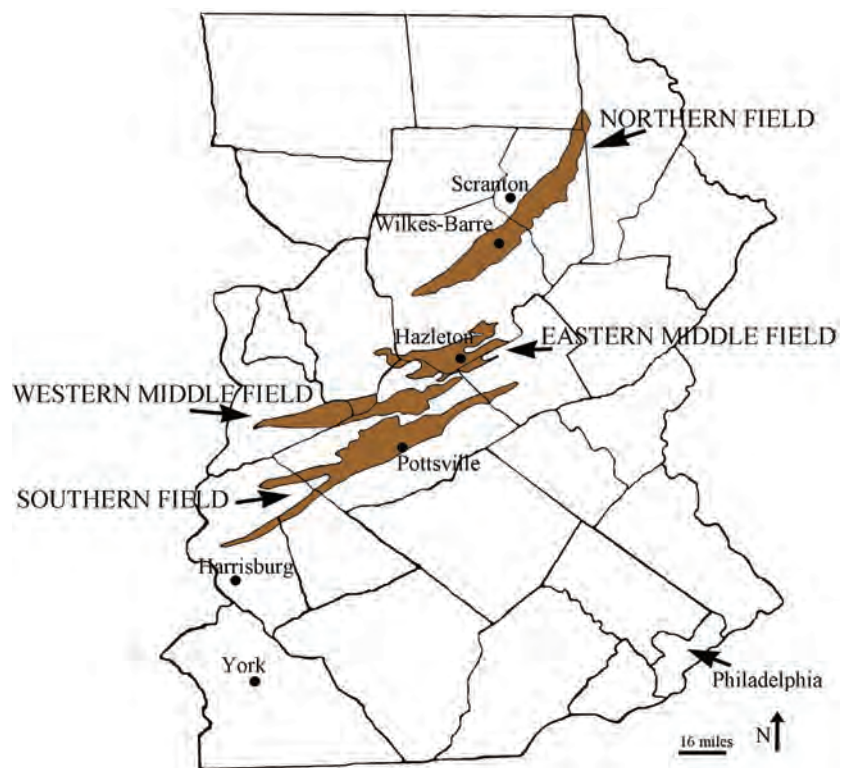 NORTHERN FIELD
Scranton
Wilkes-Barre
Hazleton
EASTERN MIDDLE FIELD
WESTERN MIDDLE FIELD
Pottsville
SOUTHERN FIELD
Harrisburg
York
Philadelphia
16 miles
N